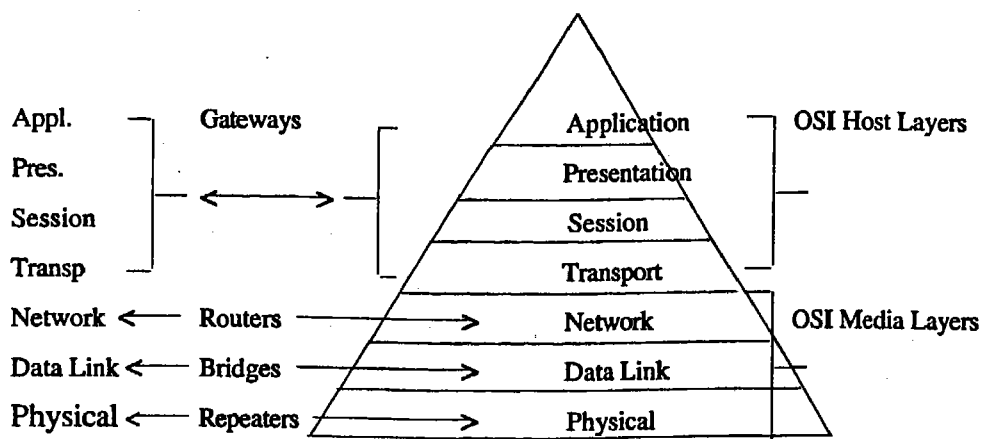 Appl. Gateways Application OSI Host Layers
Pres. Presentation
Session Session
Transp Transport
Network Routers Network OSI Media Layers
Data Link Bridges Data Link
Physical Repeaters Physical